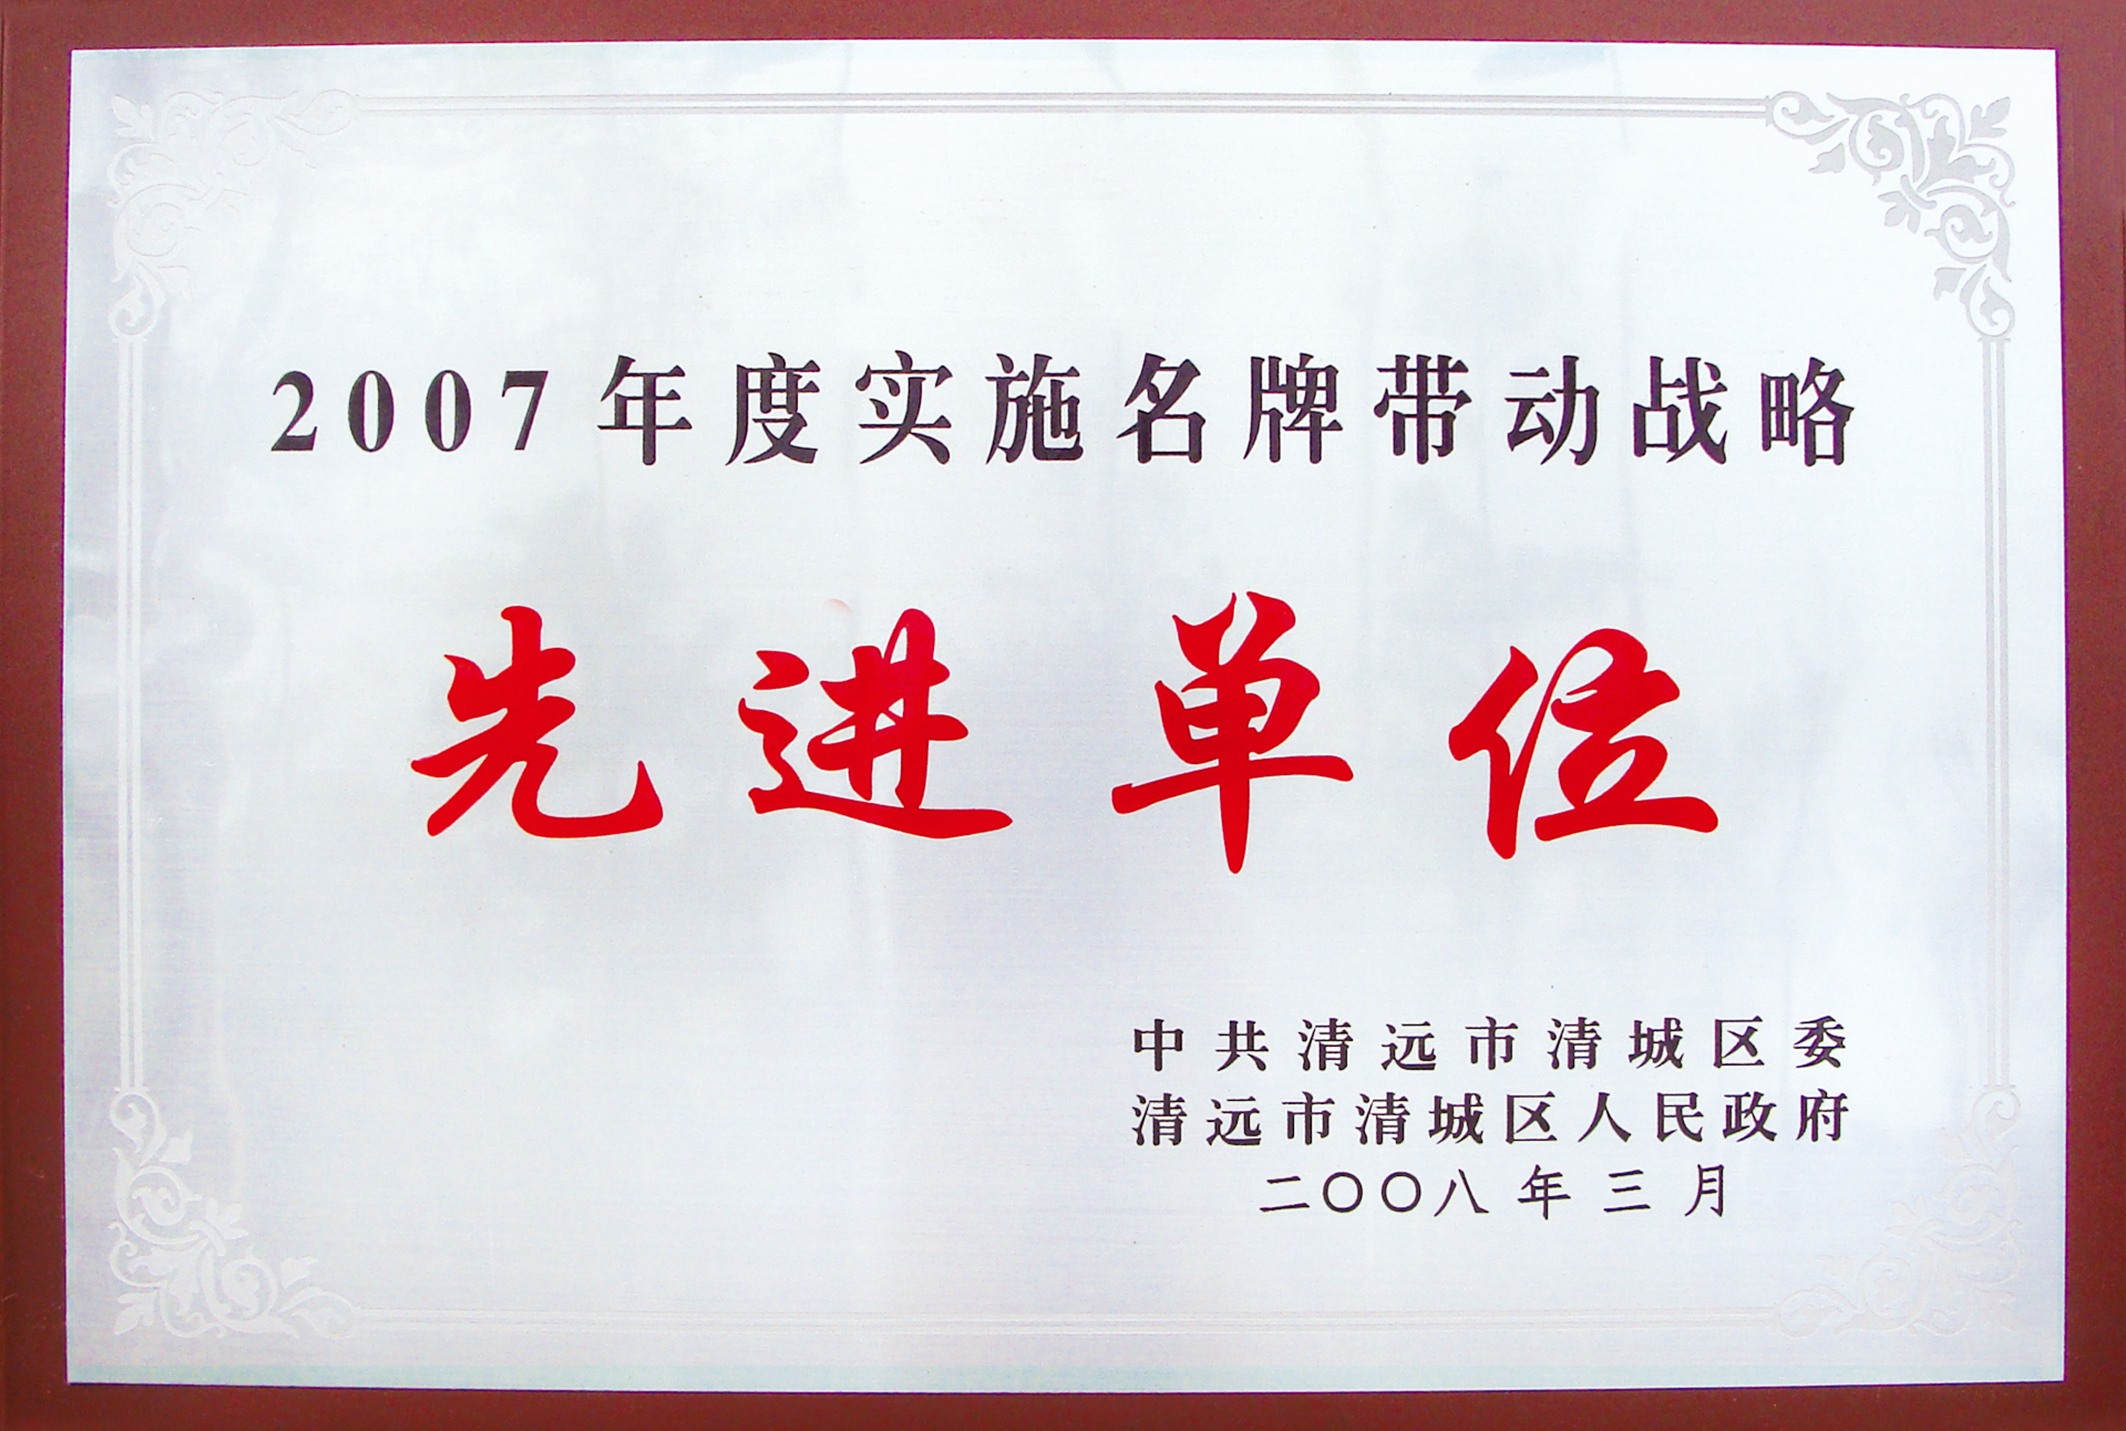 2007年度实施名牌带动战略
先进单位
中共清远市清城区委
清远市清城区人民政府
二〇〇八年三月